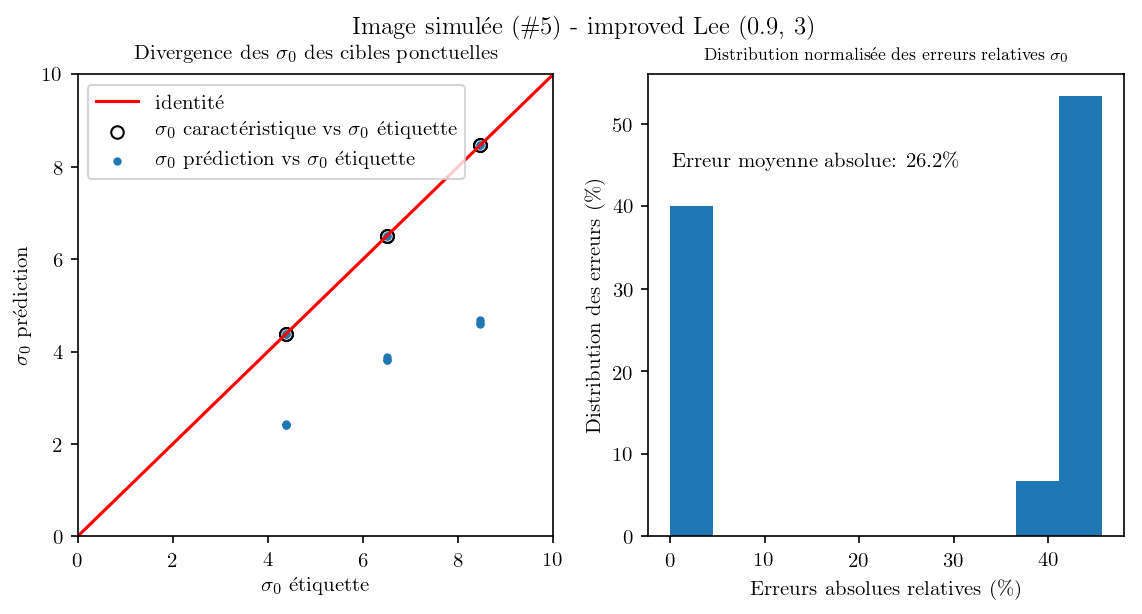 Image simulée (#5) - improved Lee (0.9, 3)
Divergence des σ₀ des cibles ponctuelles
identité
σ₀ caractéristique vs σ₀ étiquette
σ₀ prédiction vs σ₀ étiquette
10
8
6
4
2
0
σ₀ prédiction
0 2 4 6 8 10
σ₀ étiquette
Distribution normalisée des erreurs relatives σ₀
Erreur moyenne absolue: 26.2%
50
40
30
20
10
0
Distribution des erreurs (%)
0 10 20 30 40
Erreurs absolues relatives (%)